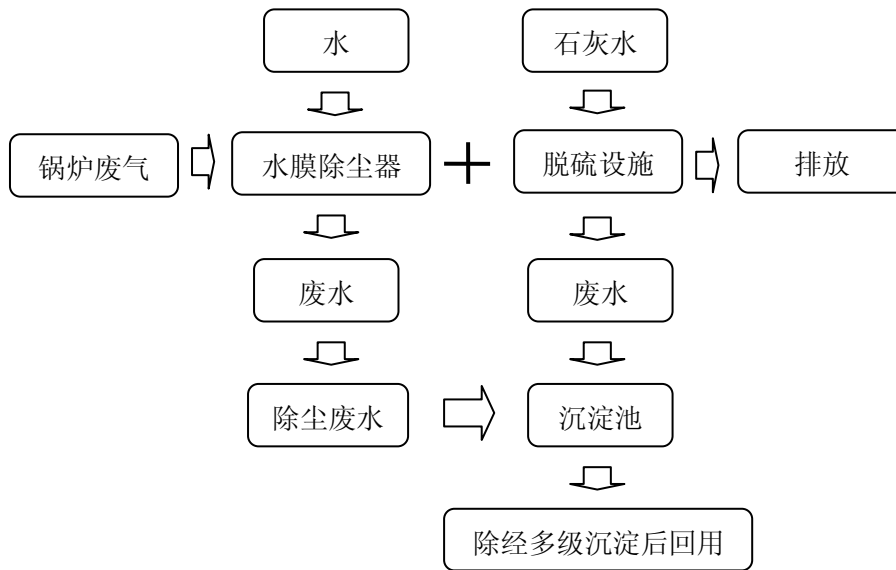 水
石灰水
锅炉废气
水膜除尘器
脱硫设施
排放
废水
废水
除尘废水
沉淀池
除经多级沉淀后回用